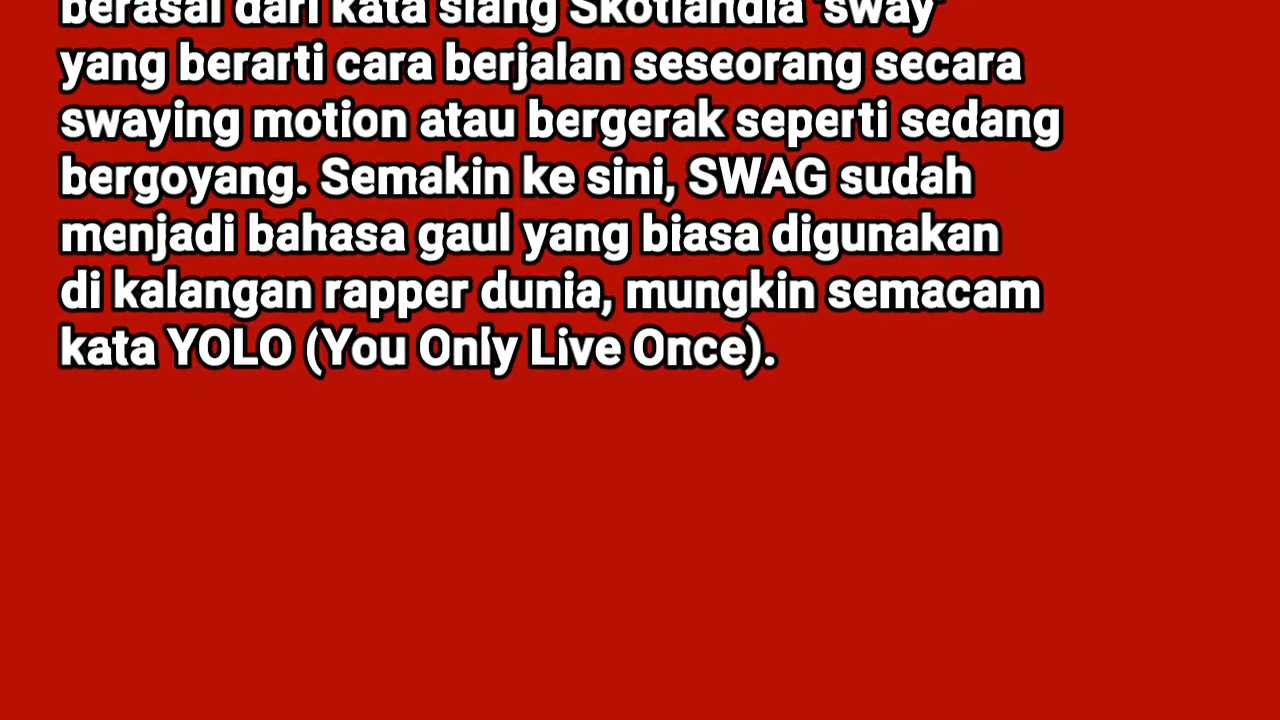 berasal dari kata slang Skotlandia 'sway'
yang berarti cara berjalan seseorang secara
swaying motion atau bergerak seperti sedang
bergoyang. Semakin ke sini, SWAG sudah
menjadi bahasa gaul yang biasa digunakan
di kalangan rapper dunia, mungkin semacam
kata YOLO (You Only Live Once).